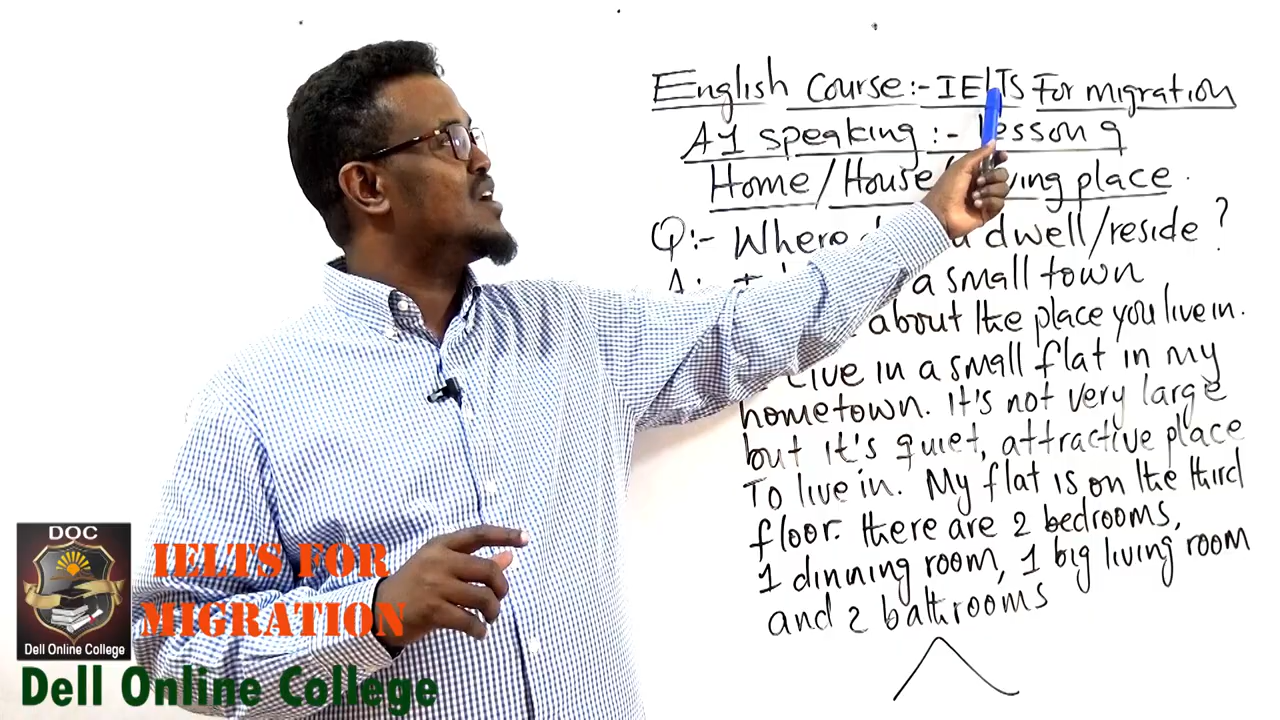 English Course:- IELTS For migration
A1 speaking:- lesson 9
Home/House/ living place
Q:- Where dwell/reside?
A: a small town
about the place you live in.
live in a small flat in my
hometown. it's not very large
but it's quiet, attractive place
To live in. My flat is on the third
floor. there are 2 bedrooms,
1 dinning room, 1 big living room
and 2 bathrooms
DOC
Dell Online College
IELTS FOR
MIGRATION
Dell Online College